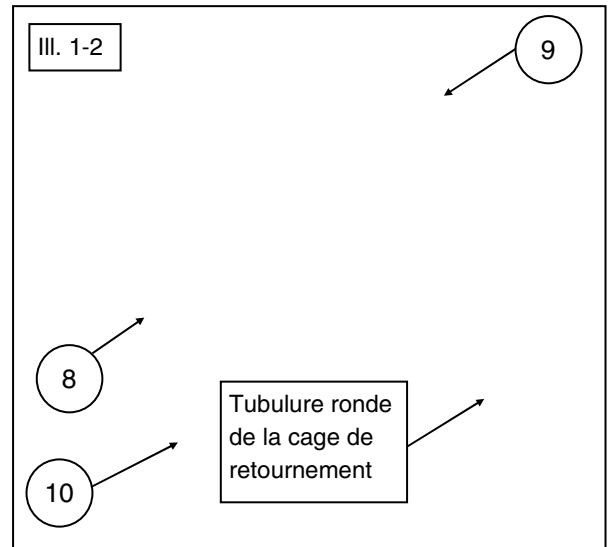 Ill. 1-2
9
8
Tubulure ronde
de la cage de
retournement
10